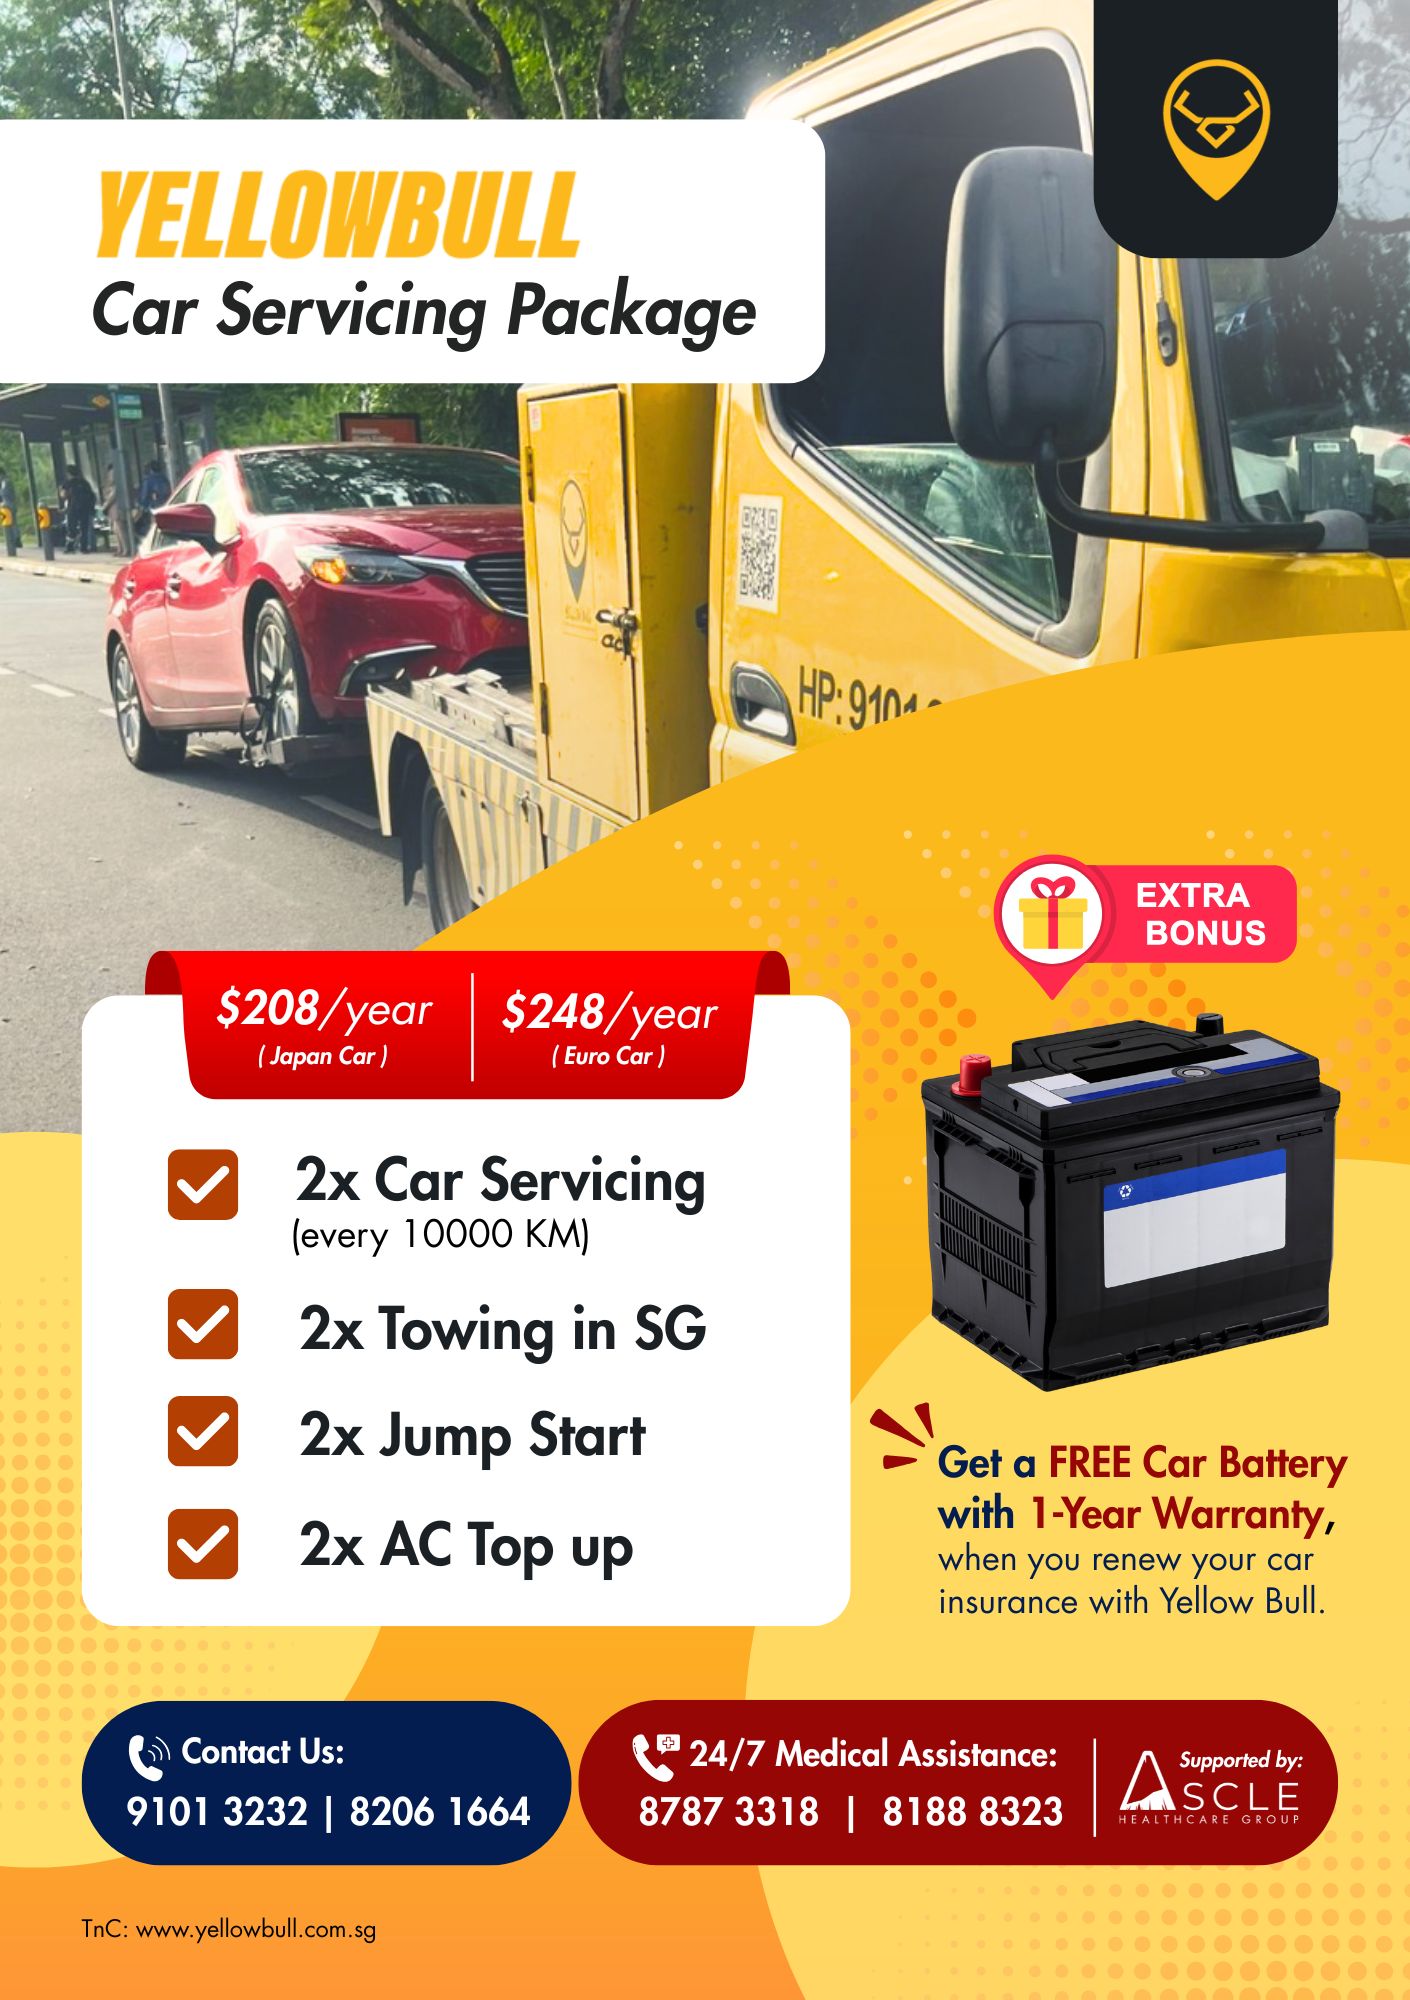 YELLOWBULL
Car Servicing Package
EXTRA
BONUS
$208/year
( Japan Car )
$248/year
( Euro Car )
2x Car Servicing
(every 10000 KM)
2x Towing in SG
2x Jump Start
2x AC Top up
Get a FREE Car Battery
with 1-Year Warranty,
when you renew your car
insurance with Yellow Bull.
Contact Us:
9101 3232 | 8206 1664
24/7 Medical Assistance:
8787 3318 | 8188 8323
Supported by:
ASCLE
HEALTHCARE GROUP
TnC: www.yellowbull.com.sg